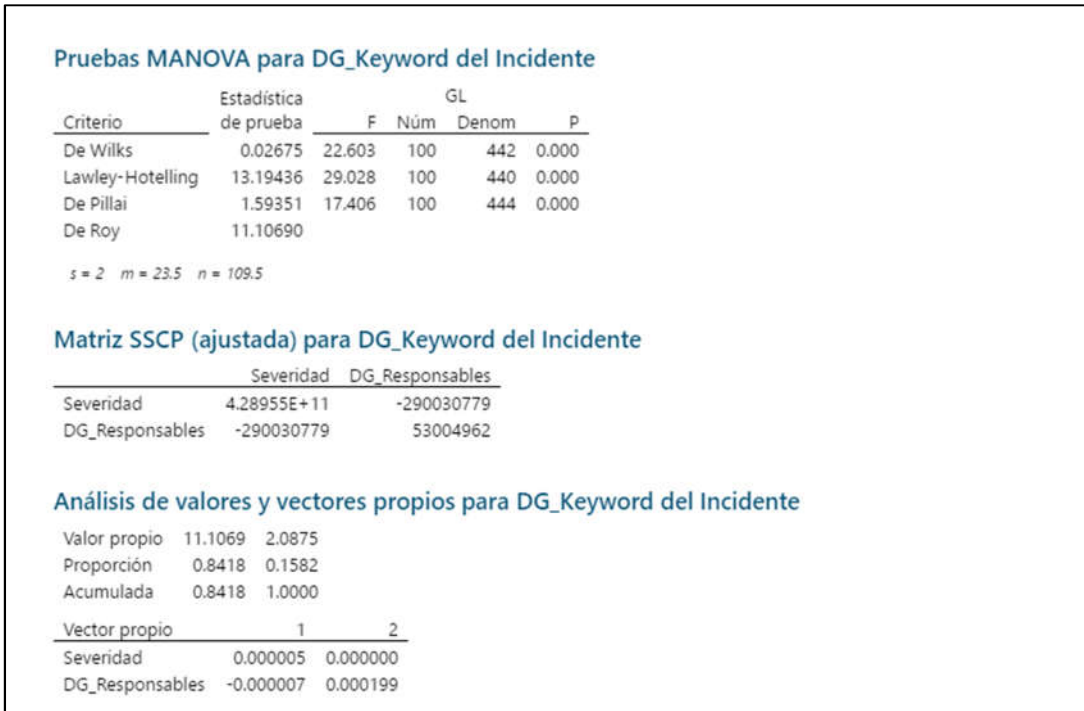 Pruebas MANOVA para DG_Keyword del Incidente
Estadística GL
Criterio de prueba F Núm Denom P
De Wilks 0.02675 22.603 100 442 0.000
Lawley-Hotelling 13.19436 29.028 100 440 0.000
De Pillai 1.59351 17.406 100 444 0.000
De Roy 11.10690
s = 2 m = 23.5 n = 109.5
Matriz SSCP (ajustada) para DG_Keyword del Incidente
Severidad DG_Responsables
Severidad 4.28955E+11 -290030779
DG_Responsables -290030779 53004962
Análisis de valores y vectores propios para DG_Keyword del Incidente
Valor propio 11.1069 2.0875
Proporción 0.8418 0.1582
Acumulada 0.8418 1.0000
Vector propio 1 2
Severidad 0.000005 0.000000
DG_Responsables -0.000007 0.000199